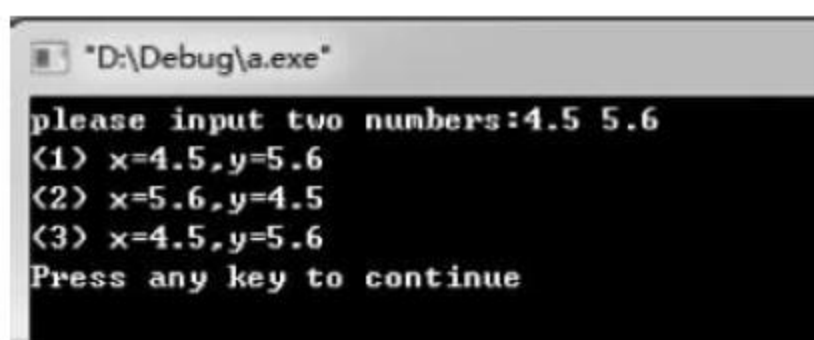 "D:\Debug\a.exe"
please input two numbers:4.5 5.6
(1) x=4.5,y=5.6
(2) x=5.6,y=4.5
(3) x=4.5,y=5.6
Press any key to continue